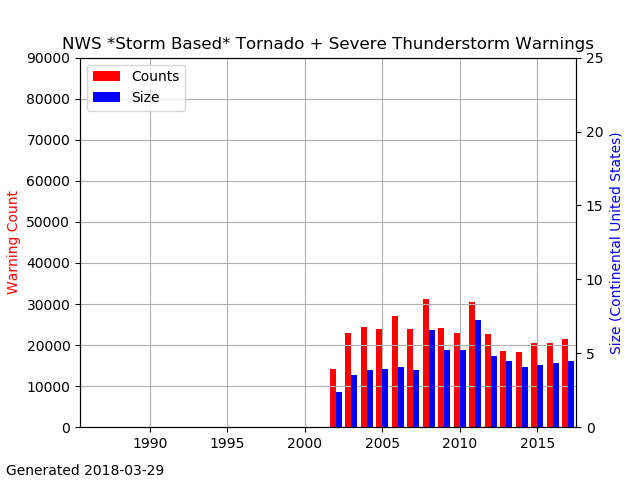 NWS *Storm Based* Tornado + Severe Thunderstorm Warnings
90000
80000
70000
60000
50000
40000
30000
20000
10000
0
Warning Count
Counts
Size
25
20
15
10
5
0
Size (Continental United States)
1990 1995 2000 2005 2010 2015
Generated 2018-03-29